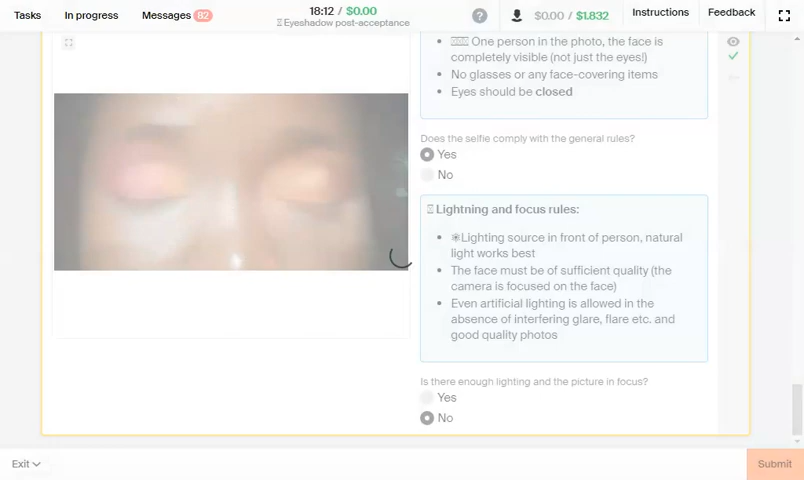 Tasks
In progress
Messages 82
18:12 / $0.00
Eyeshadow post-acceptance
?
$0.00 / $1.832
Instructions
Feedback
One person in the photo, the face is
completely visible (not just the eyes!)
No glasses or any face-covering items
Eyes should be closed
Does the selfie comply with the general rules?
Yes
No
Lightning and focus rules:
☀Lighting source in front of person, natural
light works best
The face must be of sufficient quality (the
camera is focused on the face)
Even artificial lighting is allowed in the
absence of interfering glare, flare etc. and
good quality photos
Is there enough lighting and the picture in focus?
Yes
No
Exit
Submit